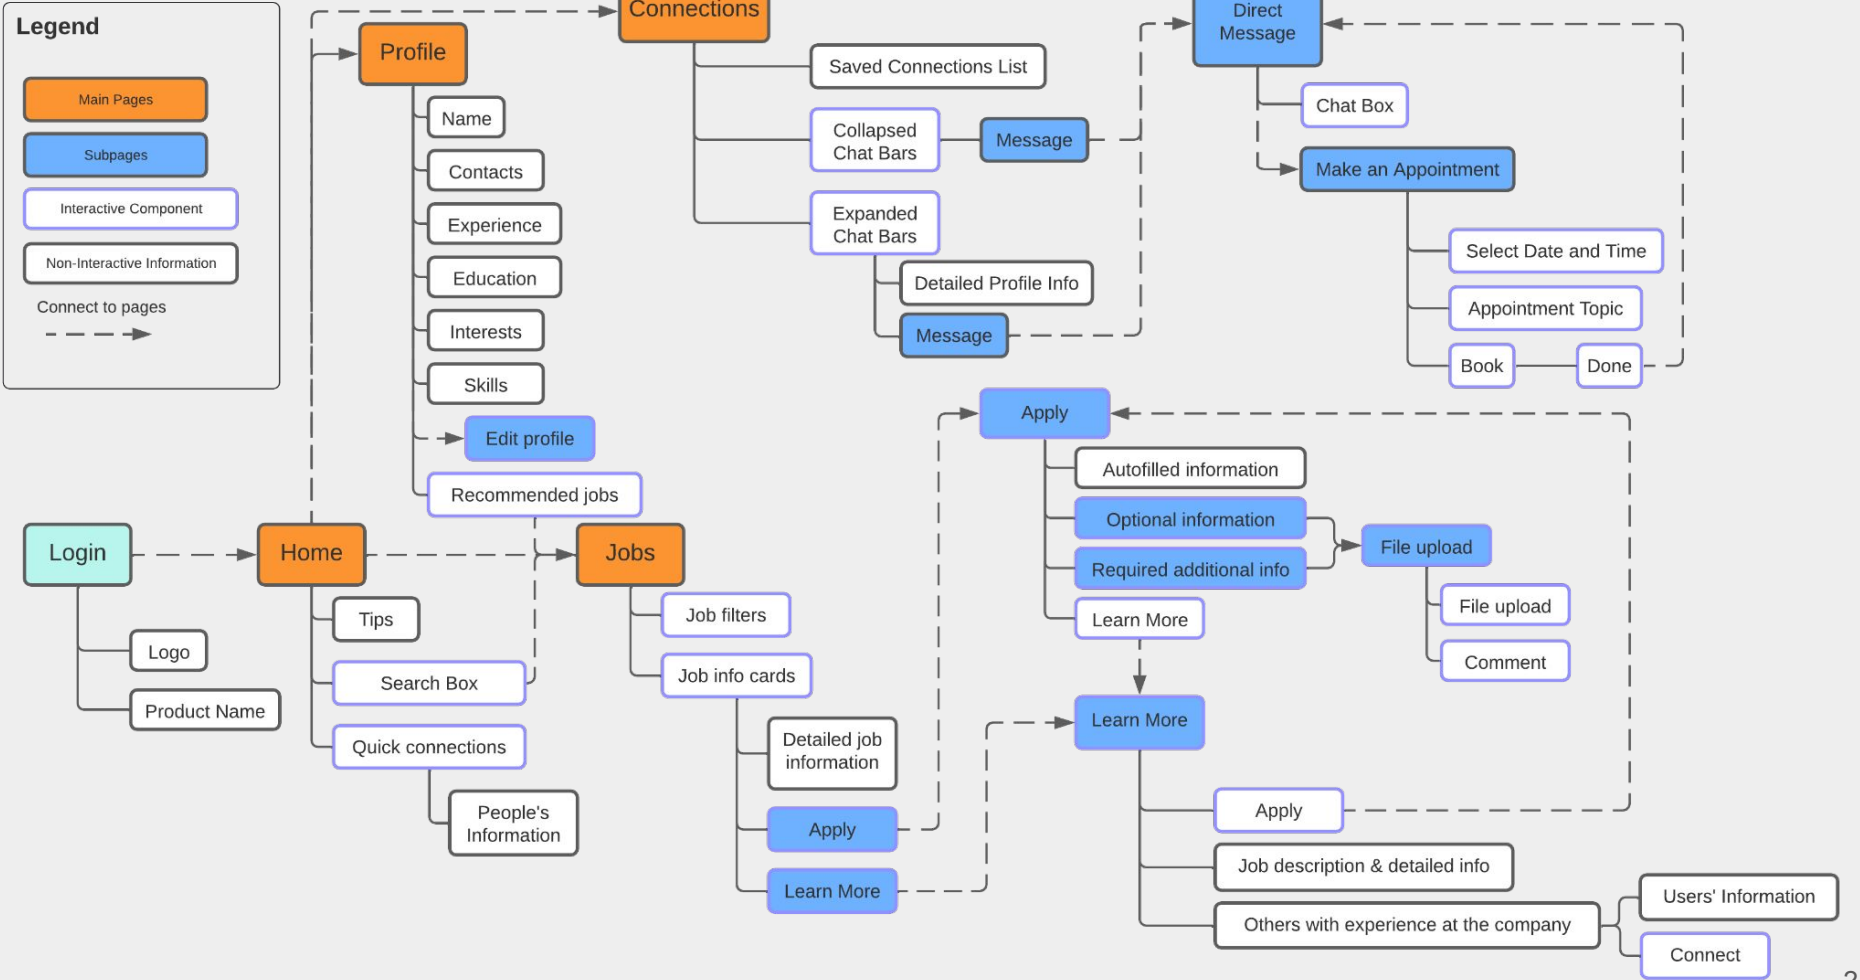 Legend
Main Pages
Subpages
Interactive Component
Non-Interactive Information
Connect to pages
Profile
Name
Contacts
Experience
Education
Interests
Skills
Edit profile
Recommended jobs
Connections
Saved Connections List
Collapsed
Chat Bars
Message
Expanded
Chat Bars
Detailed Profile Info
Message
Direct
Message
Chat Box
Make an Appointment
Select Date and Time
Appointment Topic
Book
Done
Login
Logo
Product Name
Home
Tips
Search Box
Quick connections
People's
Information
Jobs
Job filters
Job info cards
Detailed job
information
Apply
Learn More
Apply
Autofilled information
Optional information
Required additional info
Learn More
File upload
File upload
Comment
Learn More
Apply
Job description & detailed info
Others with experience at the company
Users' Information
Connect